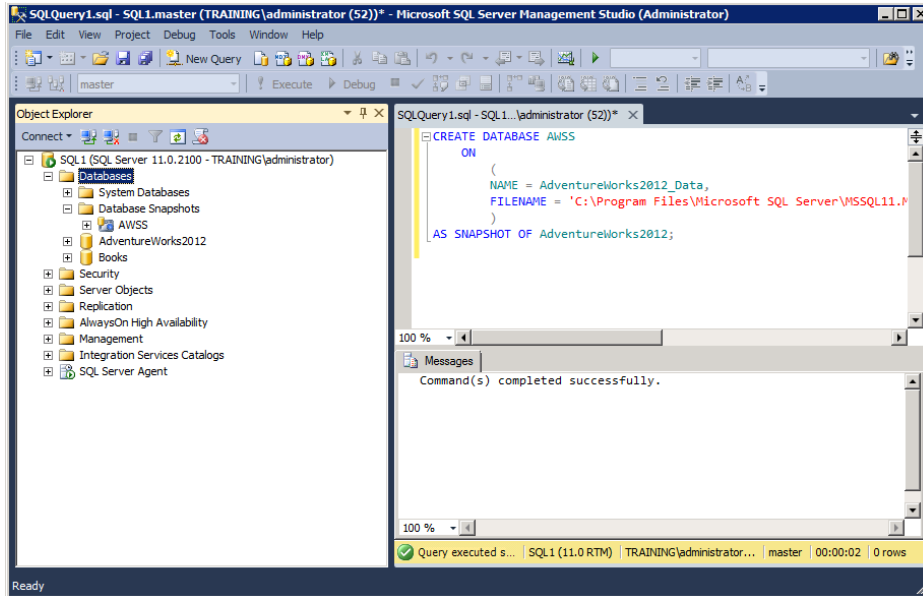 SQLQuery1.sql - SQL1.master (TRAINING\administrator (52))* - Microsoft SQL Server Management Studio (Administrator)
File Edit View Project Debug Tools Window Help
New Query
master Execute Debug
Object Explorer
Connect
SQL1 (SQL Server 11.0.2100 - TRAINING\administrator)
Databases
System Databases
Database Snapshots
AWSS
AdventureWorks2012
Books
Security
Server Objects
Replication
AlwaysOn High Availability
Management
Integration Services Catalogs
SQL Server Agent
SQLQuery1.sql - SQL1...\administrator (52))*
CREATE DATABASE AWSS
ON
(
NAME = AdventureWorks2012_Data,
FILENAME = 'C:\Program Files\Microsoft SQL Server\MSSQL11.M
)
AS SNAPSHOT OF AdventureWorks2012;
100 %
Messages
Command(s) completed successfully.
100 %
Query executed s... SQL1 (11.0 RTM) TRAINING\administrator... master 00:00:02 0 rows
Ready